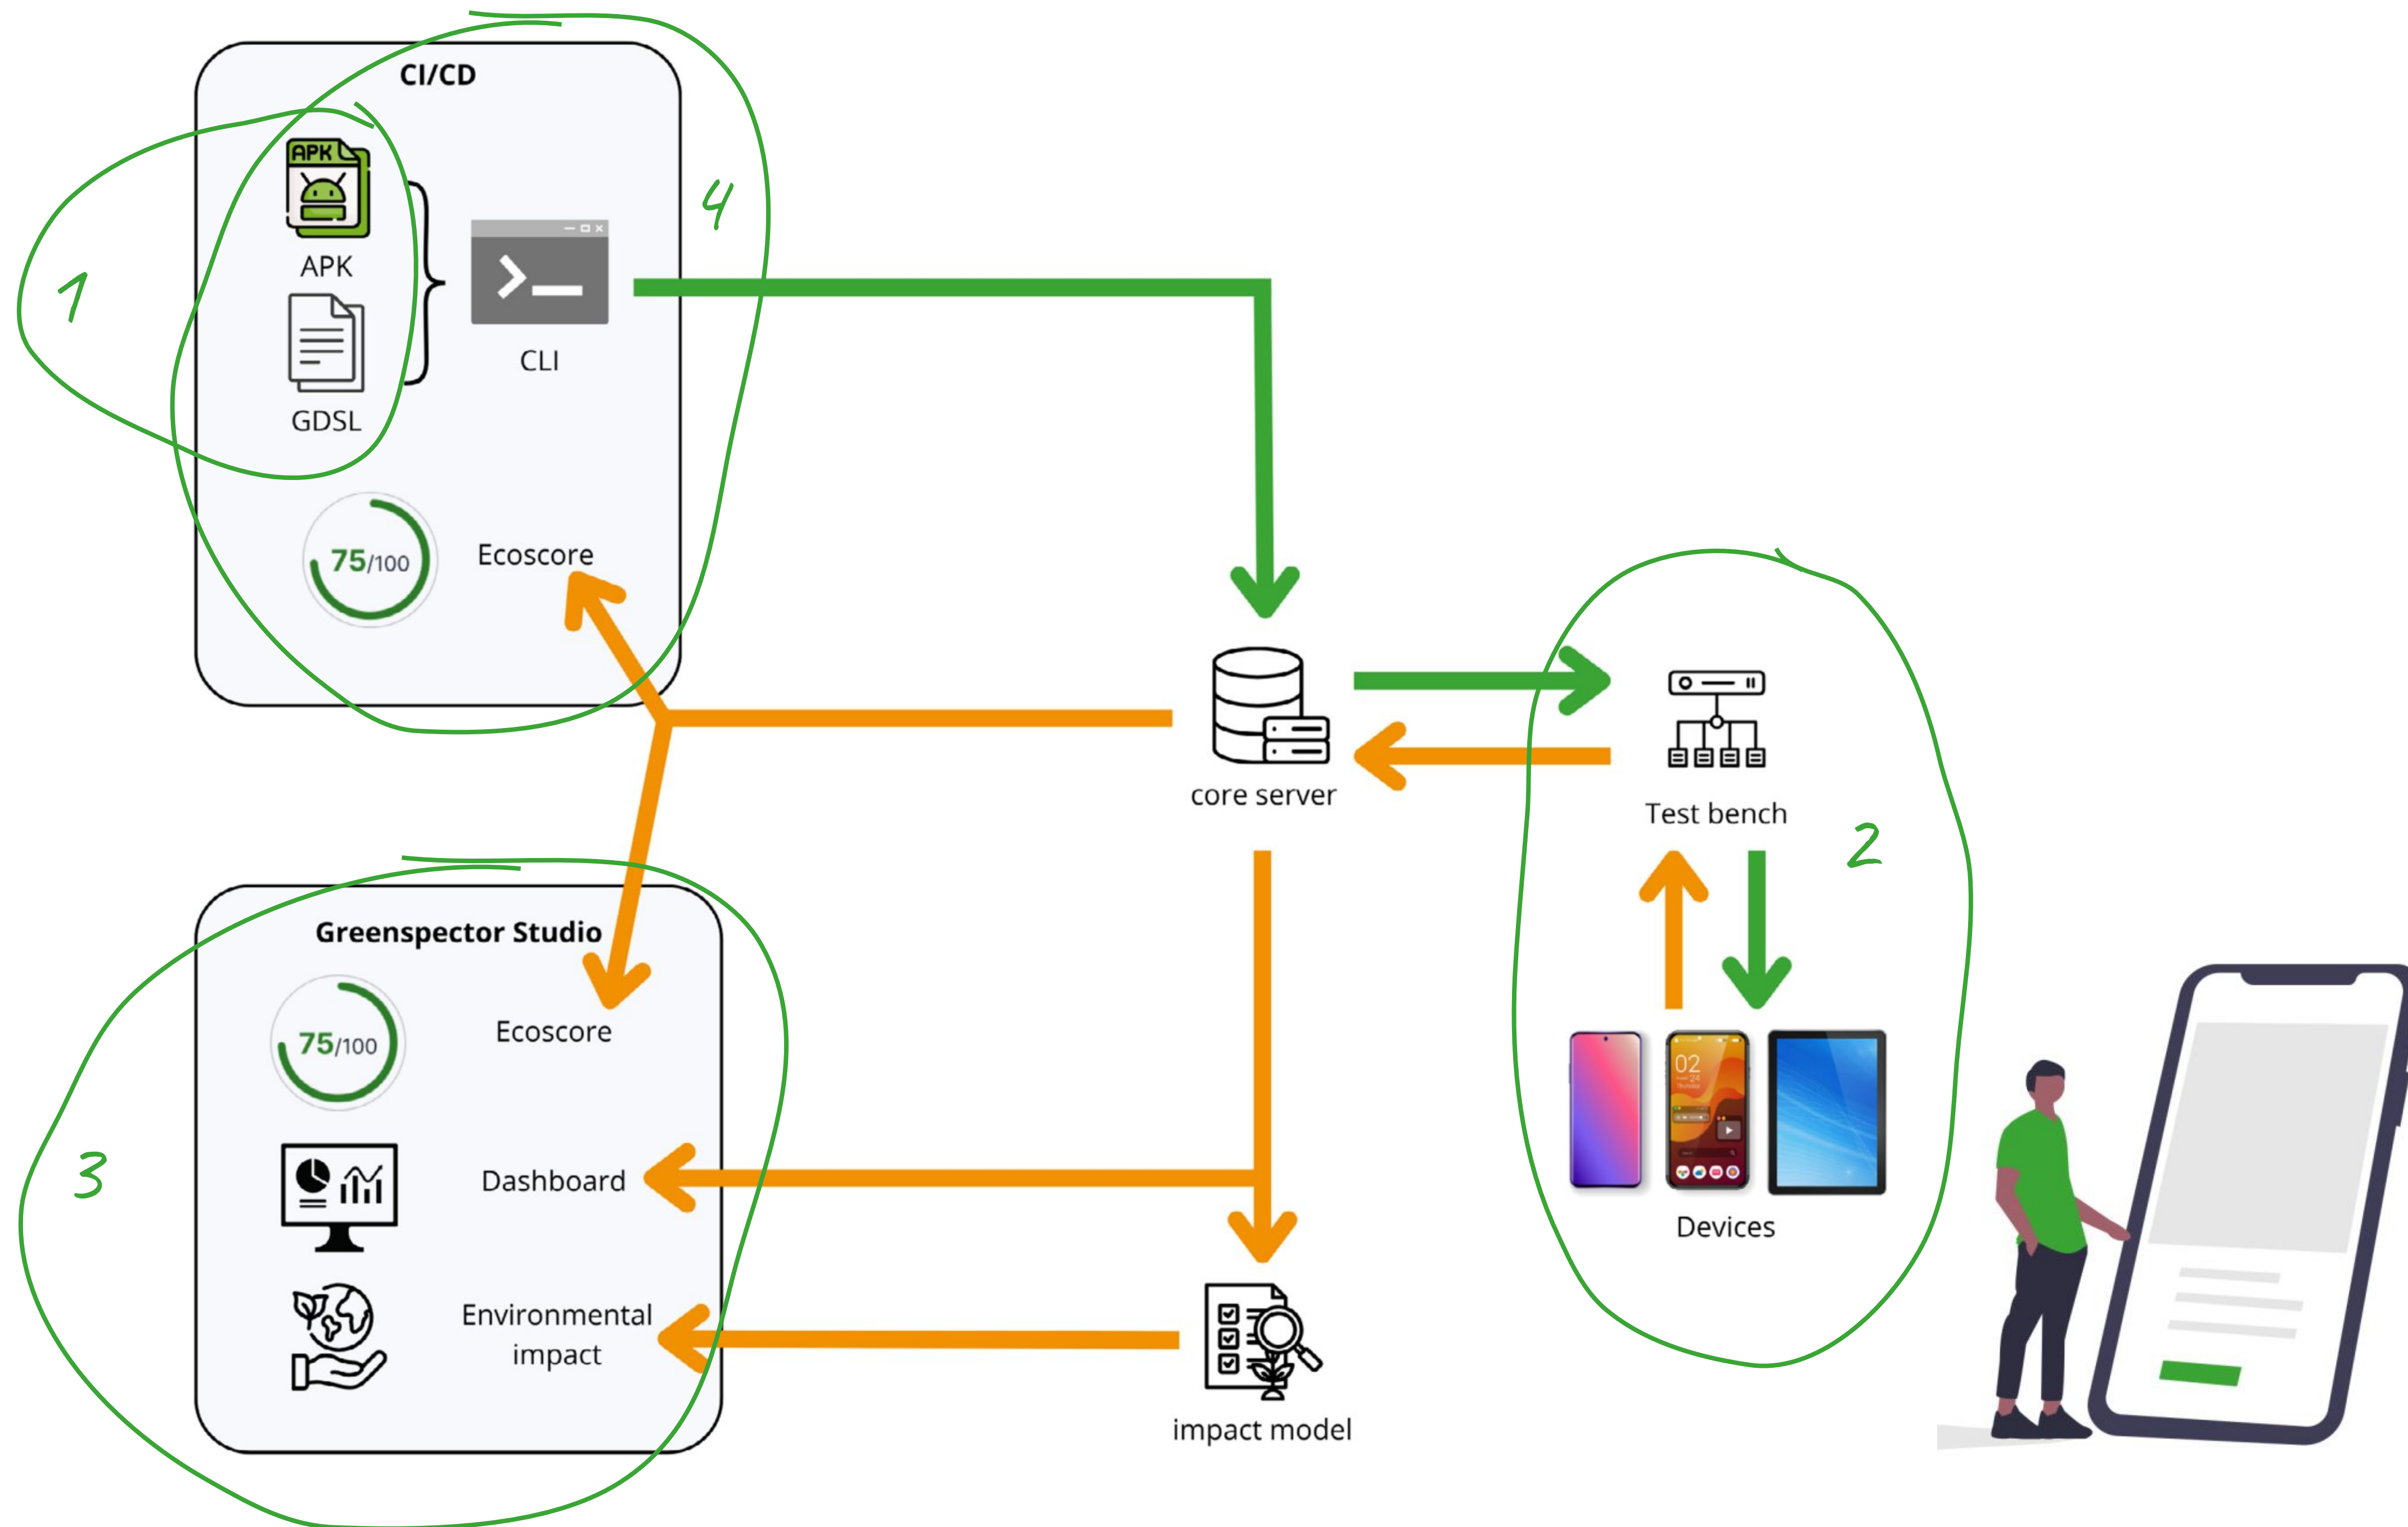 CI/CD
APK
APK
GDSL
CLI
1
4
75/100
Ecoscore
core server
Test bench
2
02
Devices
Greenspector Studio
75/100
Ecoscore
3
Dashboard
Environmental
impact
impact model